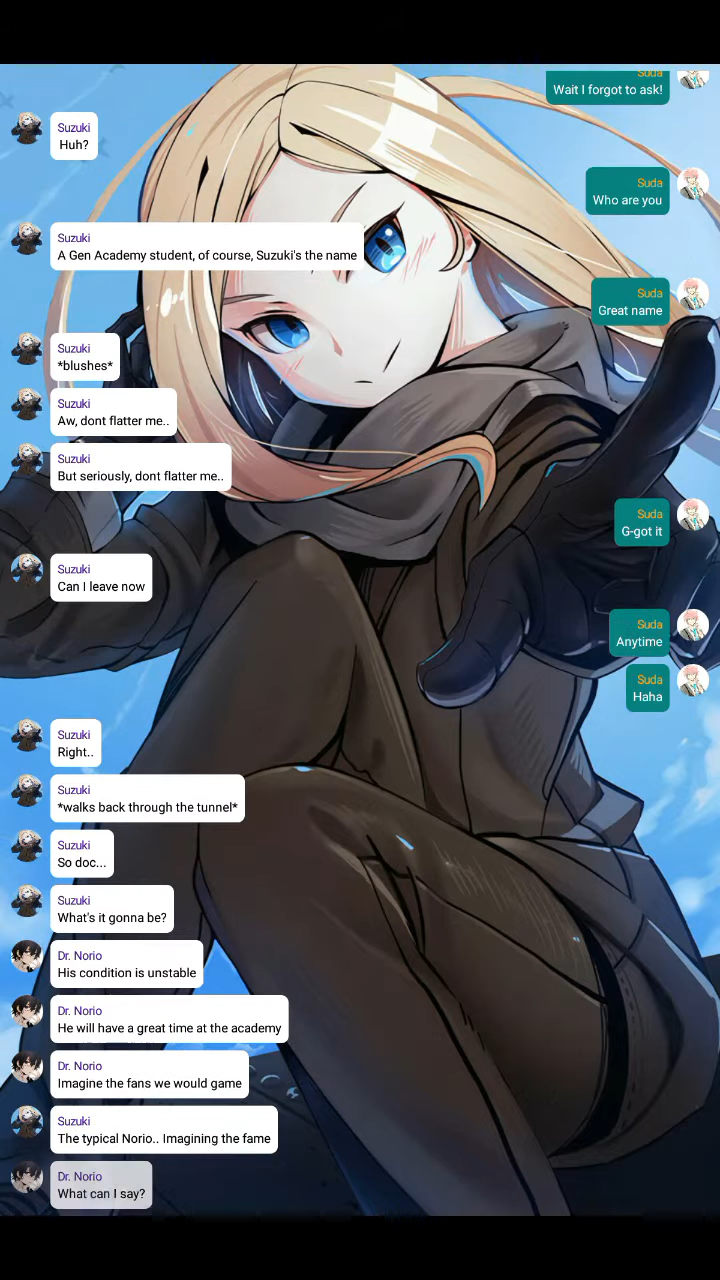 Suda
Wait I forgot to ask!
Suzuki
Huh?
Suda
Who are you
Suzuki
A Gen Academy student, of course, Suzuki's the name
Suda
Great name
Suzuki
*blushes*
Suzuki
Aw, dont flatter me..
Suzuki
But seriously, dont flatter me..
Suda
G-got it
Suzuki
Can I leave now
Suda
Anytime
Suda
Haha
Suzuki
Right..
Suzuki
*walks back through the tunnel*
Suzuki
So doc...
Suzuki
What's it gonna be?
Dr. Norio
His condition is unstable
Dr. Norio
He will have a great time at the academy
Dr. Norio
Imagine the fans we would game
Suzuki
The typical Norio.. Imagining the fame
Dr. Norio
What can I say?